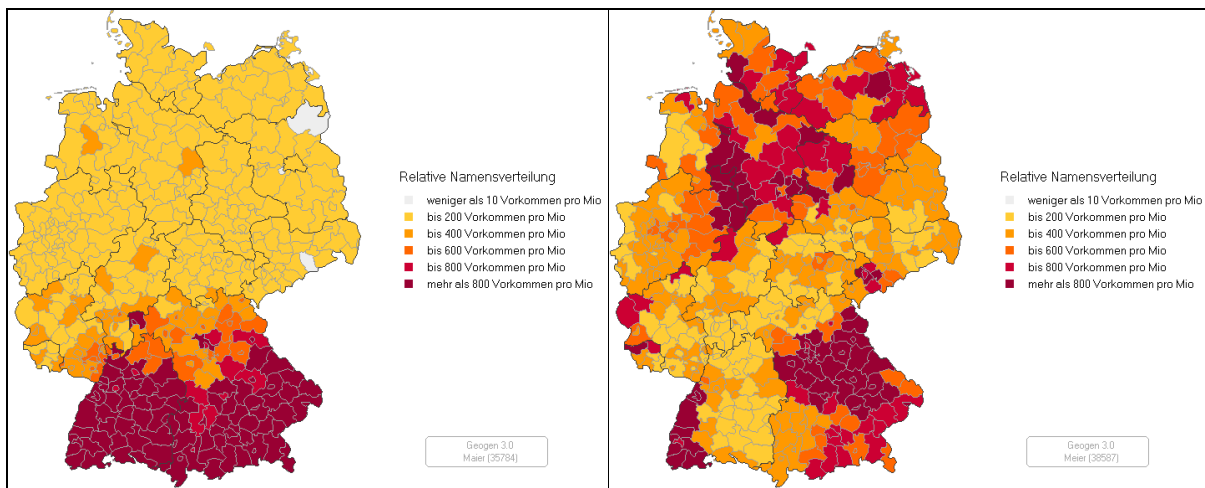 Relative Namensverteilung
weniger als 10 Vorkommen pro Mio
bis 200 Vorkommen pro Mio
bis 400 Vorkommen pro Mio
bis 600 Vorkommen pro Mio
bis 800 Vorkommen pro Mio
mehr als 800 Vorkommen pro Mio
Geogen 3.0
Maier (35784)
Relative Namensverteilung
weniger als 10 Vorkommen pro Mio
bis 200 Vorkommen pro Mio
bis 400 Vorkommen pro Mio
bis 600 Vorkommen pro Mio
bis 800 Vorkommen pro Mio
mehr als 800 Vorkommen pro Mio
Geogen 3.0
Meier (38587)